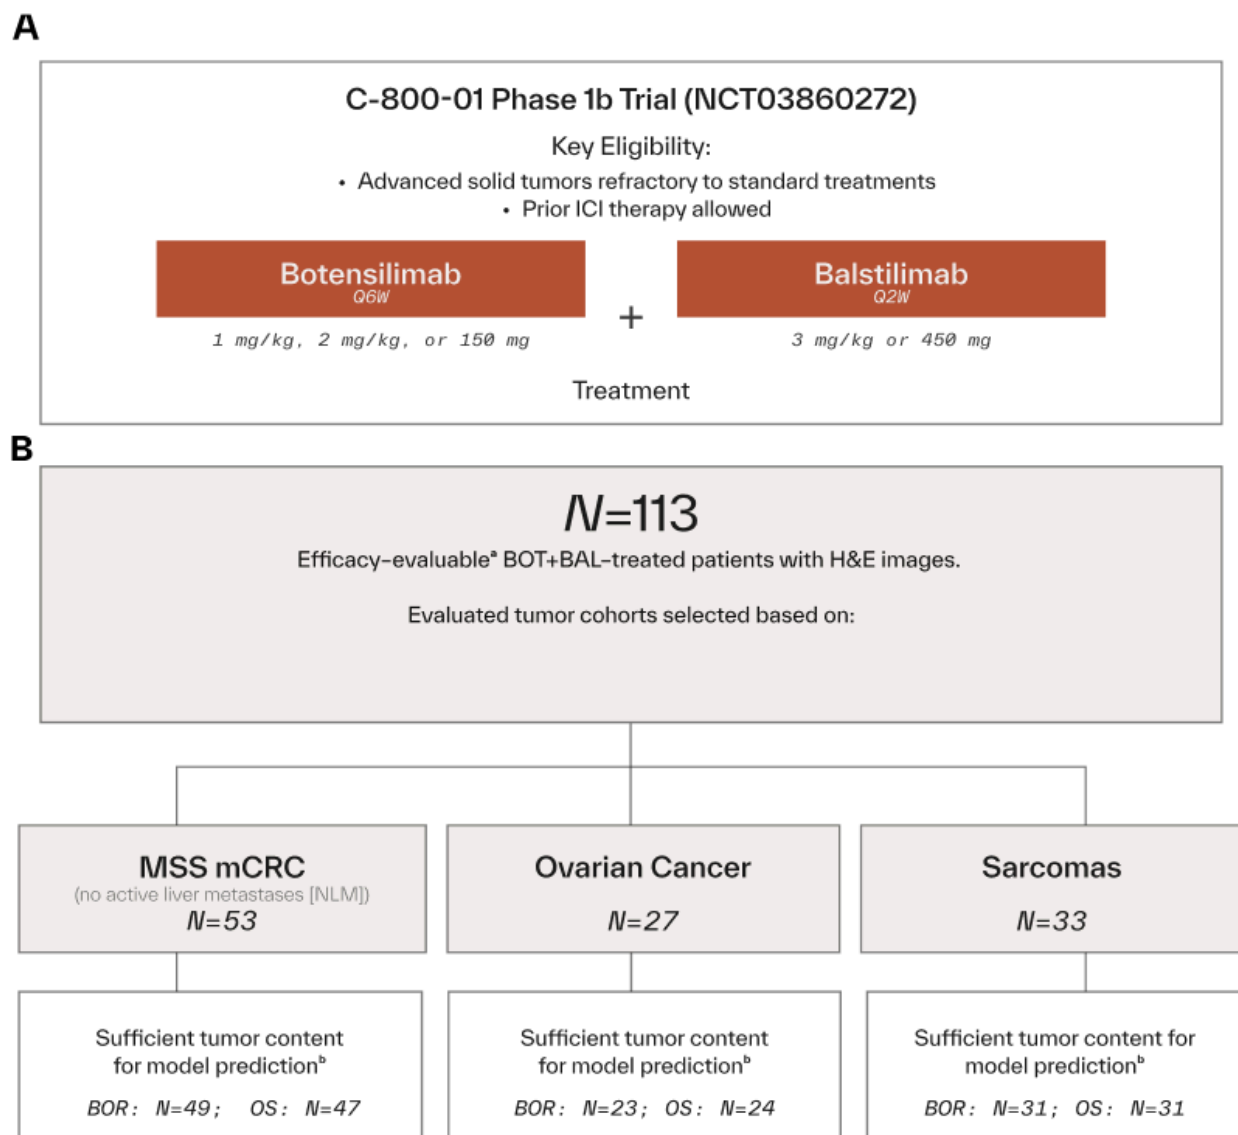 A
C-800-01 Phase 1b Trial (NCT03860272)
Key Eligibility:
• Advanced solid tumors refractory to standard treatments
• Prior ICI therapy allowed
Botensilimab
Q6W
1 mg/kg, 2 mg/kg, or 150 mg
+
Balstilimab
Q2W
3 mg/kg or 450 mg
Treatment
B
N=113
Efficacy-evaluableᵃ BOT+BAL-treated patients with H&E images.
Evaluated tumor cohorts selected based on:
MSS mCRC
(no active liver metastases [NLM])
N=53
Ovarian Cancer
N=27
Sarcomas
N=33
Sufficient tumor content
for model predictionᵇ
BOR: N=49; OS: N=47
Sufficient tumor content
for model predictionᵇ
BOR: N=23; OS: N=24
Sufficient tumor content for
model predictionᵇ
BOR: N=31; OS: N=31